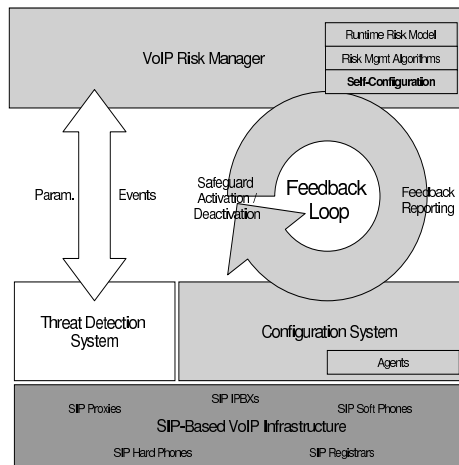 Runtime Risk Model
VoIP Risk Manager
Risk Mgmt Algorithms
Self-Configuration
Param.
Events
Safeguard
Activation /
Deactivation
Feedback
Loop
Feedback
Reporting
Threat Detection
System
Configuration System
Agents
SIP Proxies
SIP IPBXs
SIP Soft Phones
SIP-Based VoIP Infrastructure
SIP Hard Phones
SIP Registrars